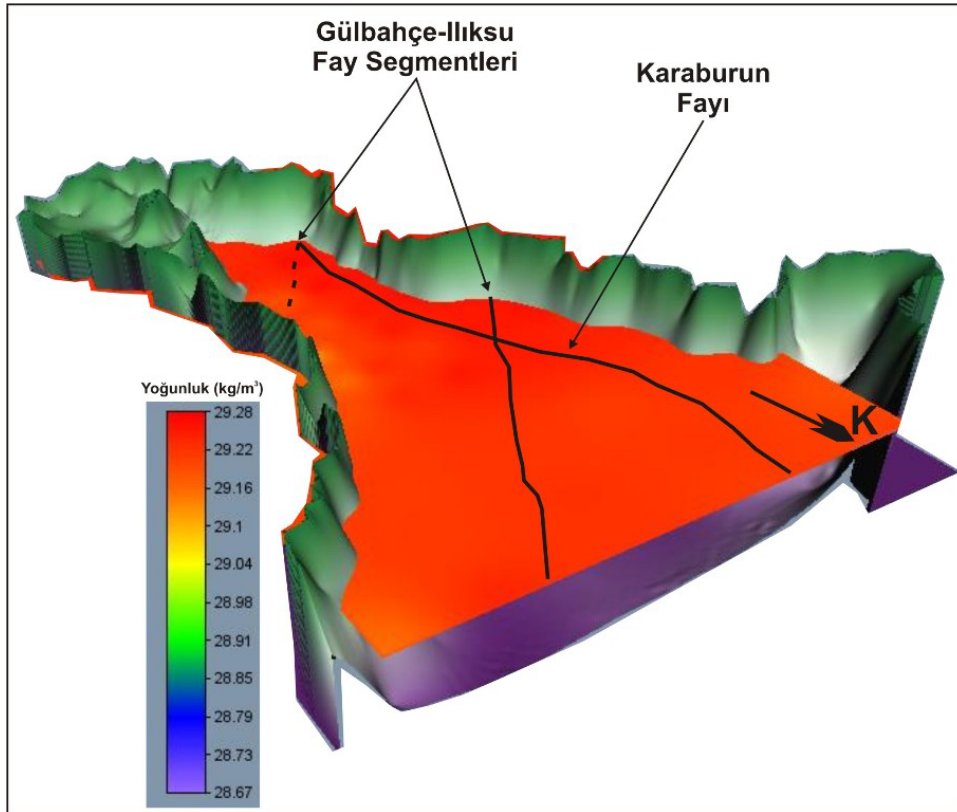 Gülbahçe-Ilıksu
Fay Segmentleri
Karaburun
Fayı
K
Yoğunluk (kg/m³)
29.28
29.22
29.16
29.1
29.04
28.98
28.91
28.85
28.79
28.73
28.67